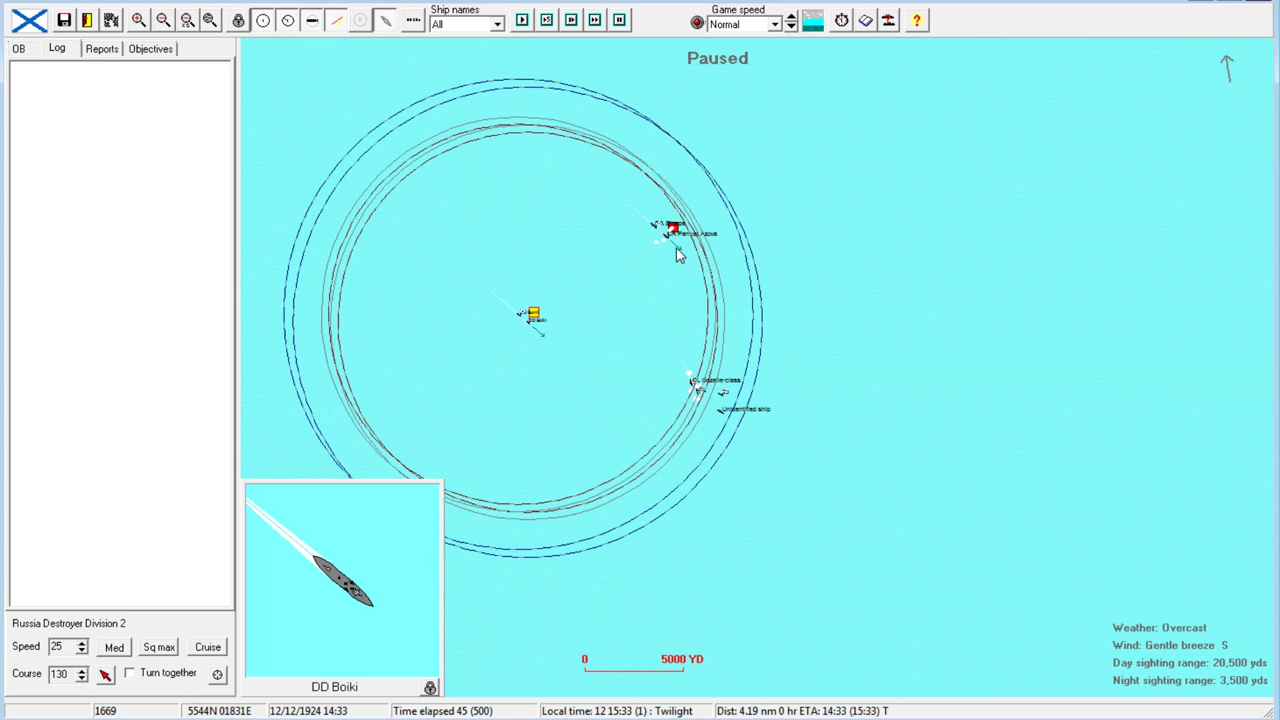 Ship names
All
Game speed
Normal
OB
Log
Reports
Objectives
Paused
Gazelle-class
Unidentified ship
DD Boiki
0 5000 YD
Weather: Overcast
Wind: Gentle breeze S
Day sighting range: 20,500 yds
Night sighting range: 3,500 yds
Russia Destroyer Division 2
Speed 25 Med Sq max Cruise
Course 130 Turn together
1669
5544N 01831E
12/12/1924 14:33
Time elapsed 45 (500)
Local time: 12 15:33 (1) : Twilight
Dist: 4.19 nm 0 hr ETA: 14:33 (15:33) T